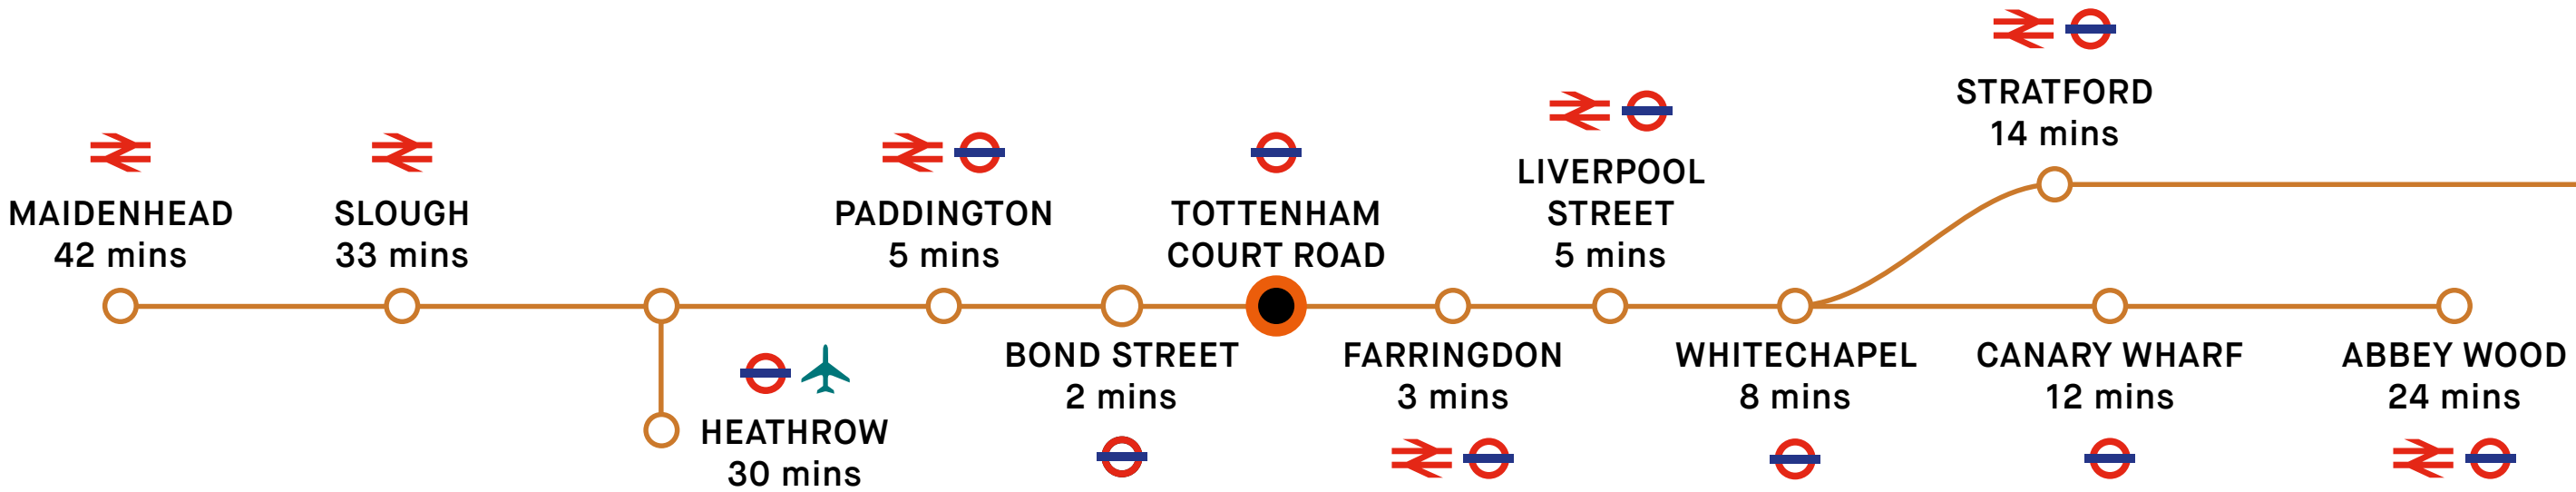 MAIDENHEAD
42 mins
SLOUGH
33 mins
HEATHROW
30 mins
PADDINGTON
5 mins
BOND STREET
2 mins
TOTTENHAM
COURT ROAD
FARRINGDON
3 mins
LIVERPOOL
STREET
5 mins
WHITECHAPEL
8 mins
STRATFORD
14 mins
CANARY WHARF
12 mins
ABBEY WOOD
24 mins